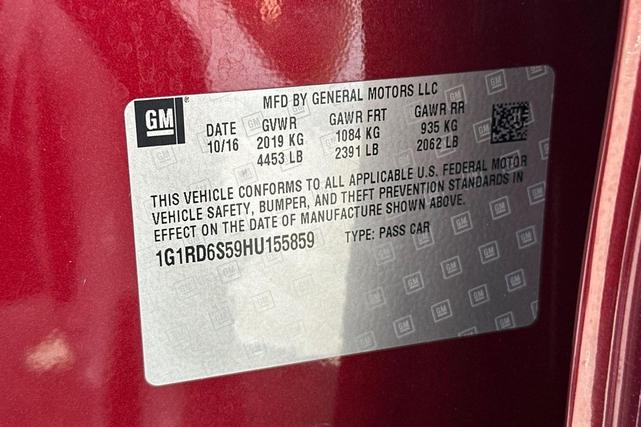 GM
MFD BY GENERAL MOTORS LLC
DATE GVWR GAWR FRT GAWR RR
10/16 2019 KG 1084 KG 935 KG
4453 LB 2391 LB 2062 LB
THIS VEHICLE CONFORMS TO ALL APPLICABLE U.S. FEDERAL MOTOR
VEHICLE SAFETY, BUMPER, AND THEFT PREVENTION STANDARDS IN
EFFECT ON THE DATE OF MANUFACTURE SHOWN ABOVE.
1G1RD6S59HU155859 TYPE: PASS CAR